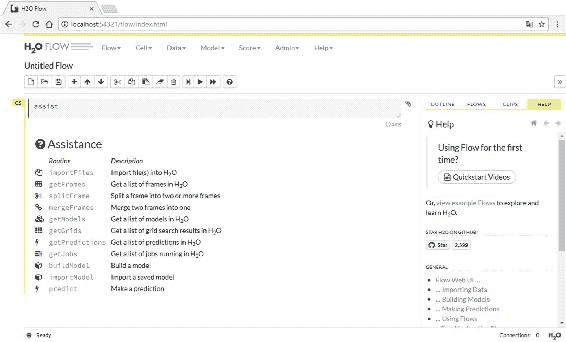 H2O Flow
localhost:54321/flow/index.html
H2O FLOW
Flow Cell Data Model Score Admin Help
Untitled Flow
CS
assist
124ms
Assistance
Routine Description
importFiles Import file(s) into H2O
getFrames Get a list of frames in H2O
splitFrame Split a frame into two or more frames
mergeFrames Merge two frames into one
getModels Get a list of models in H2O
getGrids Get a list of grid search results in H2O
getPredictions Get a list of predictions in H2O
getJobs Get a list of jobs running in H2O
buildModel Build a model
importModel Import a saved model
predict Make a prediction
OUTLINE FLOWS CLIPS HELP
Help
Using Flow for the first time?
Quickstart Videos
Or, view example Flows to explore and
learn H2O.
STAR H2O ON GITHUB!
Star 2,399
GENERAL
Flow Web UI ...
... Importing Data
... Building Models
... Making Predictions
... Using Flows
Ready
Connections: 0 H2O